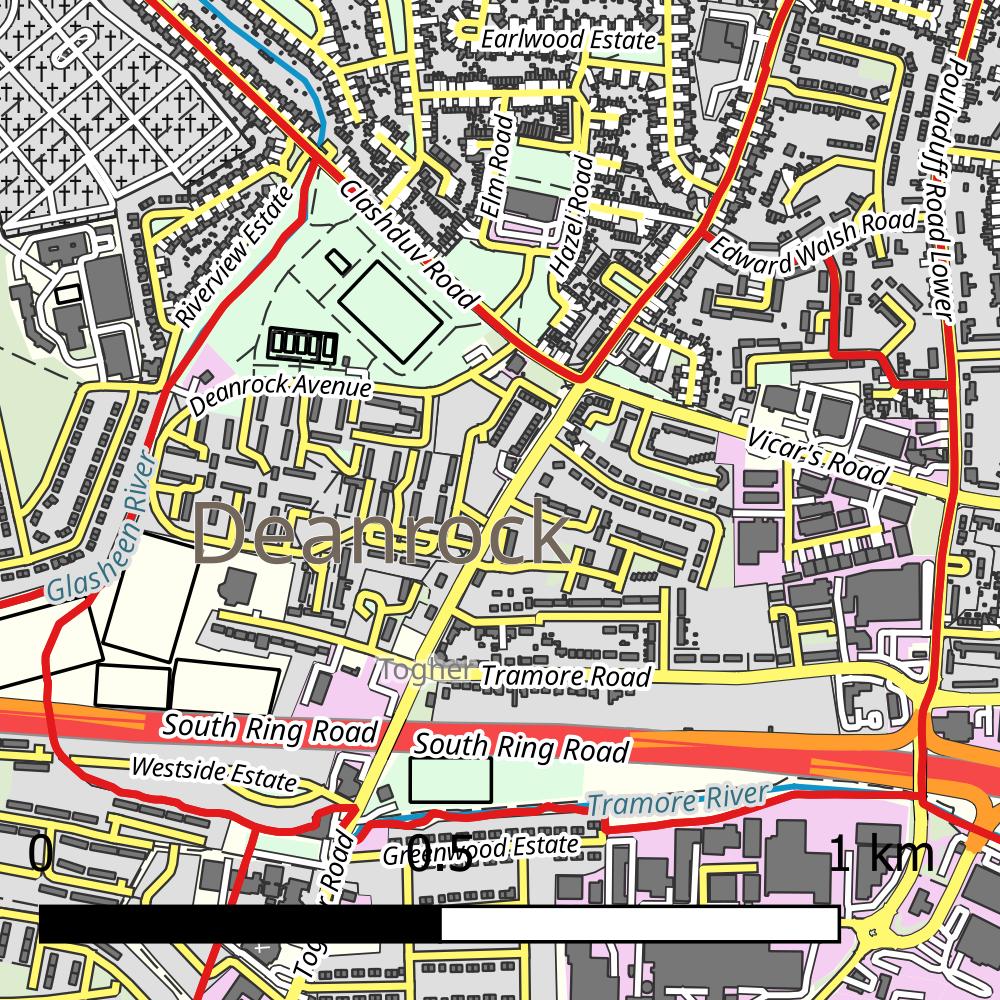 Earlwood Estate
Poulacduff Road Lower
Elm Road
Hazel Road
Riverview Estate
Glashduv Road
Edward Walsh Road
Deanrock Avenue
Vicar's Road
Glasheen River
Deanrock
Togher
Tramore Road
South Ring Road
South Ring Road
Westside Estate
Tramore River
Greenwood Estate
Togher Road
0
0.5
1 km